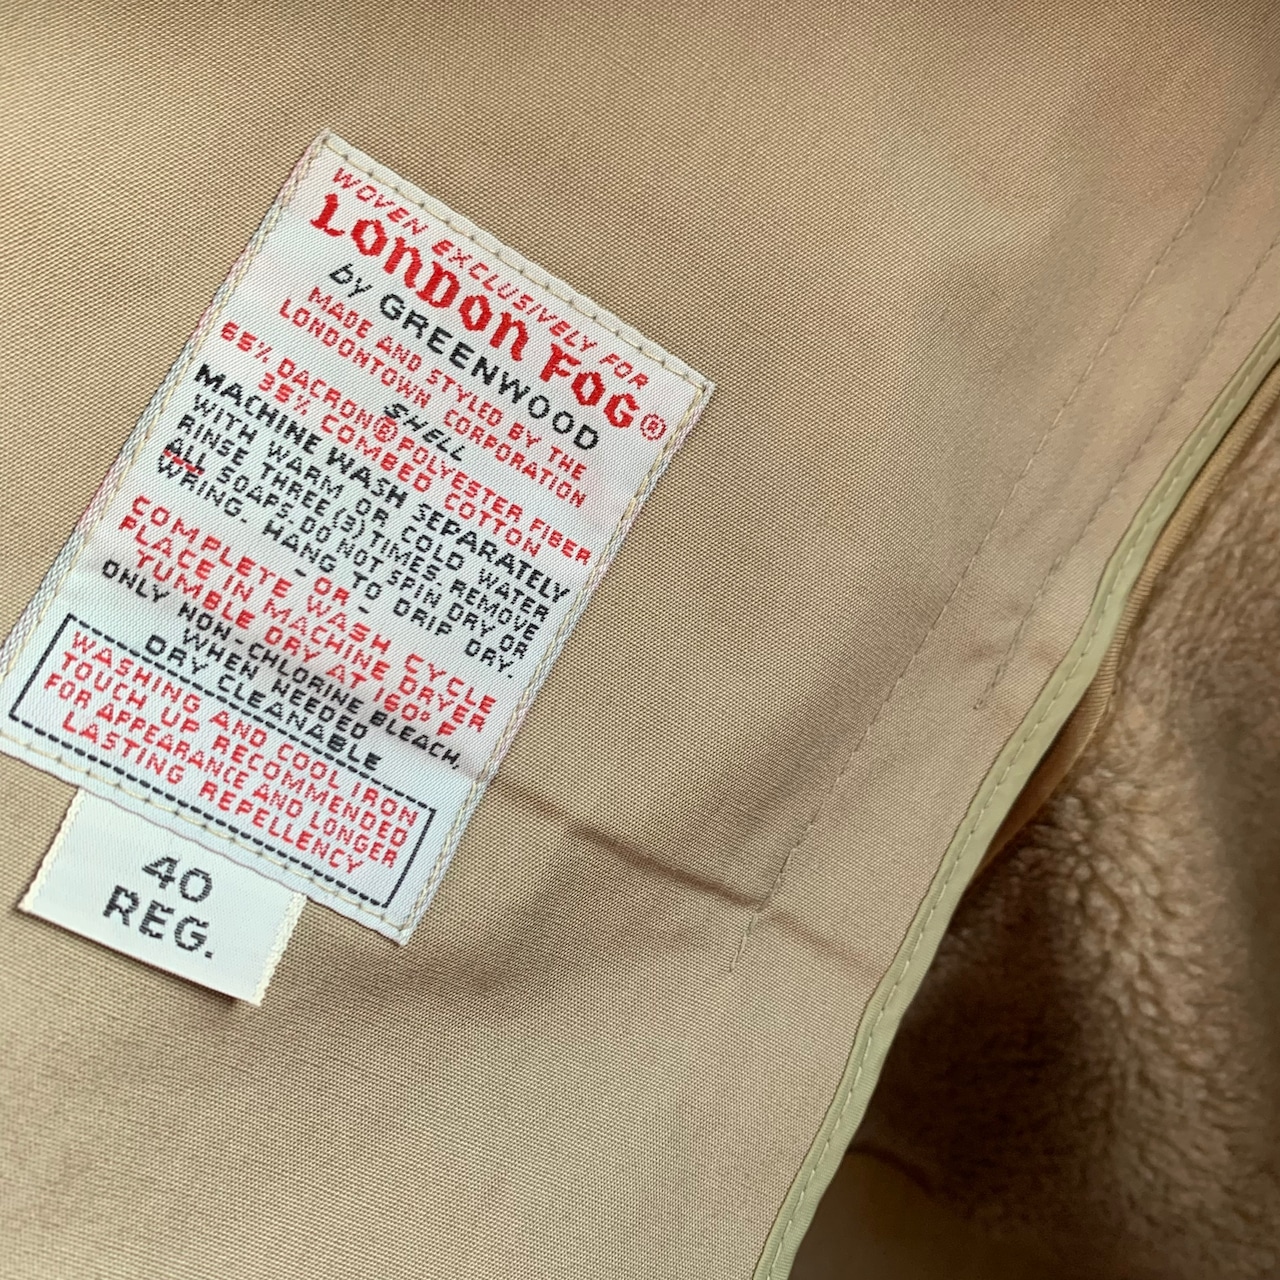 WOVEN EXCLUSIVELY FOR
LONDON FOG®
by GREENWOOD
MADE AND STYLED BY THE
LONDONTOWN CORPORATION
SHELL
65% DACRON® POLYESTER FIBER
35% COMBED COTTON
MACHINE WASH SEPARATELY
WITH WARM OR COLD WATER
RINSE THREE (3) TIMES. REMOVE
ALL SOAPS. DO NOT SPIN DRY OR
WRING. HANG TO DRIP DRY.
- OR -
COMPLETE WASH CYCLE
PLACE IN MACHINE DRYER
TUMBLE DRY AT 160° F
ONLY NON-CHLORINE BLEACH,
WHEN NEEDED
DRY CLEANABLE
WASHING AND COOL IRON
TOUCH UP RECOMMENDED
FOR APPEARANCE AND LONGER
LASTING REPELLENCY
40
REG.